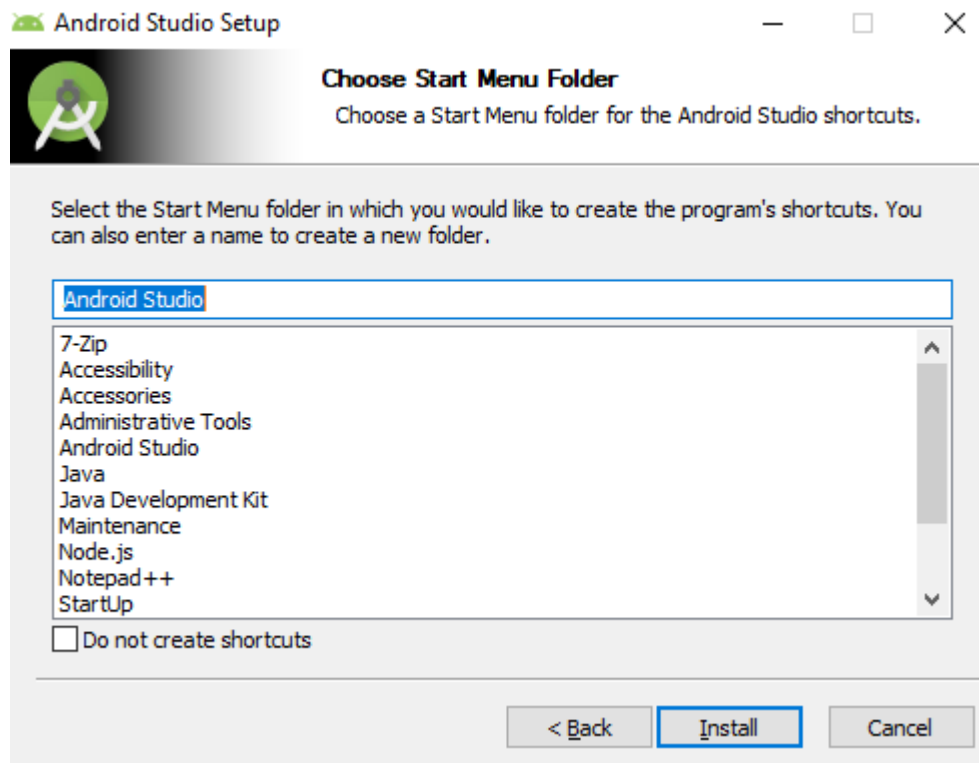 Android Studio Setup
Choose Start Menu Folder
Choose a Start Menu folder for the Android Studio shortcuts.
Select the Start Menu folder in which you would like to create the program's shortcuts. You
can also enter a name to create a new folder.
Android Studio
7-Zip
Accessibility
Accessories
Administrative Tools
Android Studio
Java
Java Development Kit
Maintenance
Node.js
Notepad++
StartUp
Do not create shortcuts
< Back
Install
Cancel